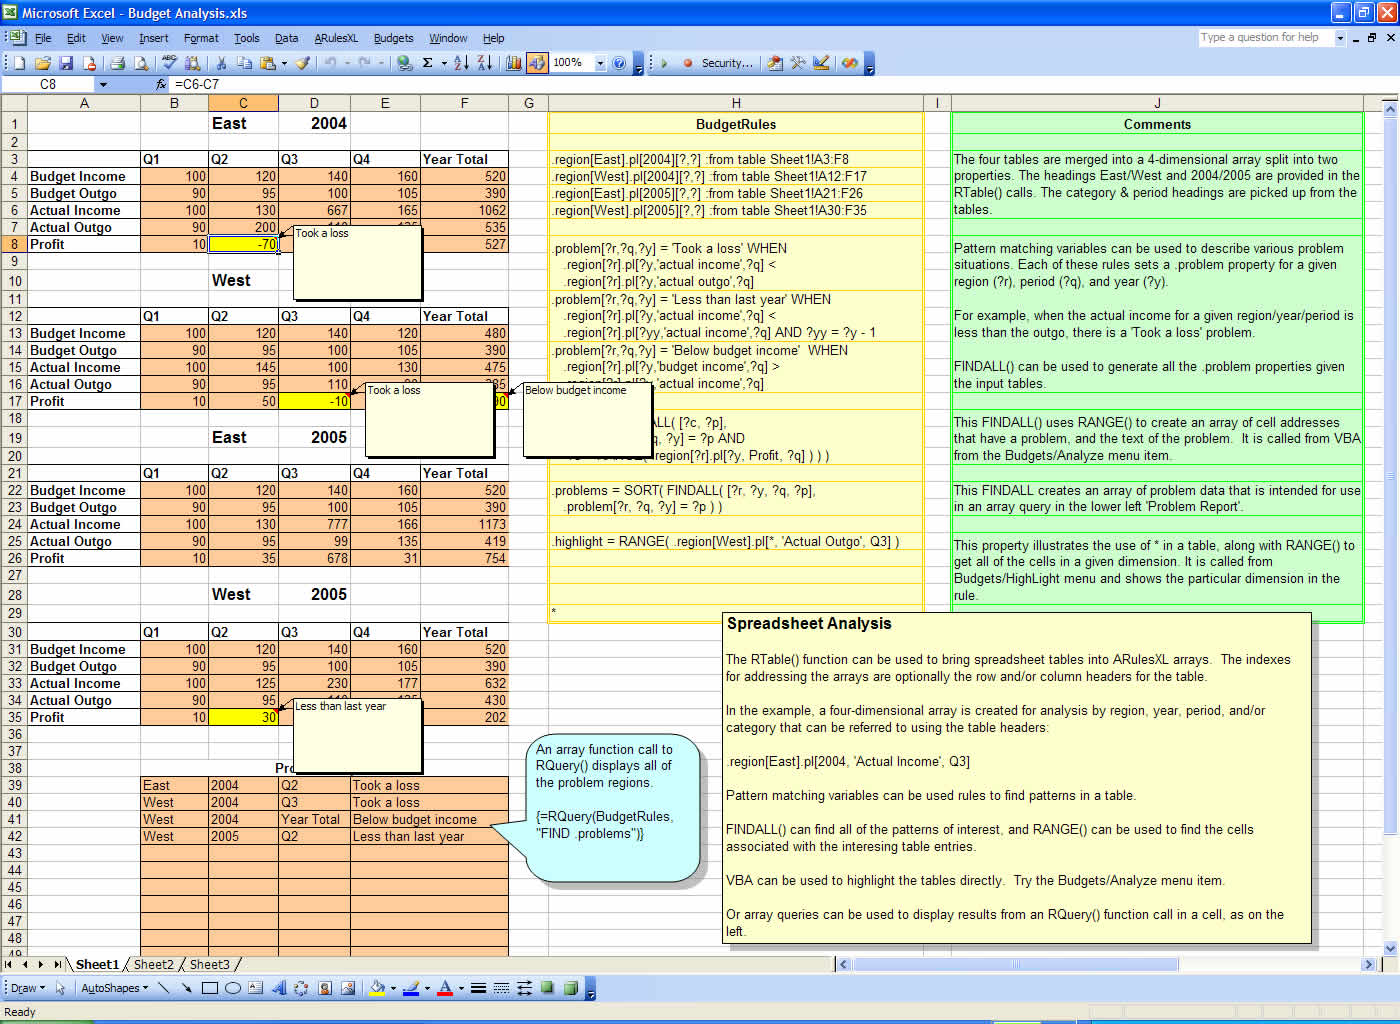 Microsoft Excel - Budget Analysis.xls
File Edit View Insert Format Tools Data ARulesXL Budgets Window Help
Type a question for help
100%
Security...
C8 fx =C6-C7
A B C D E F G H I J
1 East 2004 BudgetRules Comments
2
3 Q1 Q2 Q3 Q4 Year Total
4 Budget Income 100 120 140 160 520
5 Budget Outgo 90 95 100 105 390
6 Actual Income 100 130 667 165 1062
7 Actual Outgo 90 200 535
8 Profit 10 -70 527
Took a loss
9
10 West
11
12 Q1 Q2 Q3 Q4 Year Total
13 Budget Income 100 120 140 120 480
14 Budget Outgo 90 95 100 105 390
15 Actual Income 100 145 100 130 475
16 Actual Outgo 90 95 110
17 Profit 10 50 -10
Took a loss
Below budget income
18
19 East 2005
20
21 Q1 Q2 Q3 Q4 Year Total
22 Budget Income 100 120 140 160 520
23 Budget Outgo 90 95 100 105 390
24 Actual Income 100 130 777 166 1173
25 Actual Outgo 90 95 99 135 419
26 Profit 10 35 678 31 754
27
28 West 2005
29
30 Q1 Q2 Q3 Q4 Year Total
31 Budget Income 100 120 140 160 520
32 Budget Outgo 90 95 100 105 390
33 Actual Income 100 125 230 177 632
34 Actual Outgo 90 95 430
35 Profit 10 30 202
Less than last year
36
37
38
39 East 2004 Q2 Took a loss
40 West 2004 Q3 Took a loss
41 West 2004 Year Total Below budget income
42 West 2005 Q2 Less than last year
43
44
45
46
47
48
49
.region[East].pl[2004][?,?] :from table Sheet1!A3:F8
.region[West].pl[2004][?,?] :from table Sheet1!A12:F17
.region[East].pl[2005][?,?] :from table Sheet1!A21:F26
.region[West].pl[2005][?,?] :from table Sheet1!A30:F35
.problem[?r,?q,?y] = 'Took a loss' WHEN
.region[?r].pl[?y,'actual income',?q] <
.region[?r].pl[?y,'actual outgo',?q]
.problem[?r,?q,?y] = 'Less than last year' WHEN
.region[?r].pl[?y,'actual income',?q] <
.region[?r].pl[?yy,'actual income',?q] AND ?yy = ?y - 1
.problem[?r,?q,?y] = 'Below budget income' WHEN
.region[?r].pl[?y,'budget income',?q] >
.region[?r].pl[?y,'actual income',?q]
ALL( [?c, ?p],
, ?y] = ?p AND
region[?r].pl[?y, Profit, ?q] ) ) )
.problems = SORT( FINDALL( [?r, ?y, ?q, ?p],
.problem[?r, ?q, ?y] = ?p ) )
.highlight = RANGE( .region[West].pl[*, 'Actual Outgo', Q3] )
*
The four tables are merged into a 4-dimensional array split into two
properties. The headings East/West and 2004/2005 are provided in the
RTable() calls. The category & period headings are picked up from the
tables.
Pattern matching variables can be used to describe various problem
situations. Each of these rules sets a .problem property for a given
region (?r), period (?q), and year (?y).
For example, when the actual income for a given region/year/period is
less than the outgo, there is a 'Took a loss' problem.
FINDALL() can be used to generate all the .problem properties given
the input tables.
This FINDALL() uses RANGE() to create an array of cell addresses
that have a problem, and the text of the problem. It is called from VBA
from the Budgets/Analyze menu item.
This FINDALL creates an array of problem data that is intended for use
in an array query in the lower left 'Problem Report'.
This property illustrates the use of * in a table, along with RANGE() to
get all of the cells in a given dimension. It is called from
Budgets/HighLight menu and shows the particular dimension in the
rule.
An array function call to
RQuery() displays all of
the problem regions.
{=RQuery(BudgetRules,
"FIND .problems")}
Spreadsheet Analysis
The RTable() function can be used to bring spreadsheet tables into ARulesXL arrays. The indexes
for addressing the arrays are optionally the row and/or column headers for the table.
In the example, a four-dimensional array is created for analysis by region, year, period, and/or
category that can be referred to using the table headers:
.region[East].pl[2004, 'Actual Income', Q3]
Pattern matching variables can be used rules to find patterns in a table.
FINDALL() can find all of the patterns of interest, and RANGE() can be used to find the cells
associated with the interesing table entries.
VBA can be used to highlight the tables directly. Try the Budgets/Analyze menu item.
Or array queries can be used to display results from an RQuery() function call in a cell, as on the
left.
Sheet1 Sheet2 Sheet3
Draw AutoShapes
Ready